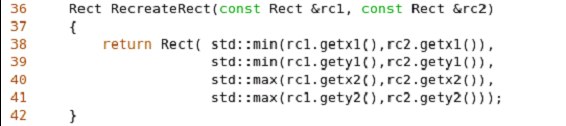 36 Rect RecreateRect(const Rect &rc1, const Rect &rc2)
37 {
38 return Rect( std::min(rc1.getx1(),rc2.getx1()),
39 std::min(rc1.gety1(),rc2.gety1()),
40 std::max(rc1.getx2(),rc2.getx2()),
41 std::max(rc1.gety2(),rc2.gety2()));
42 }